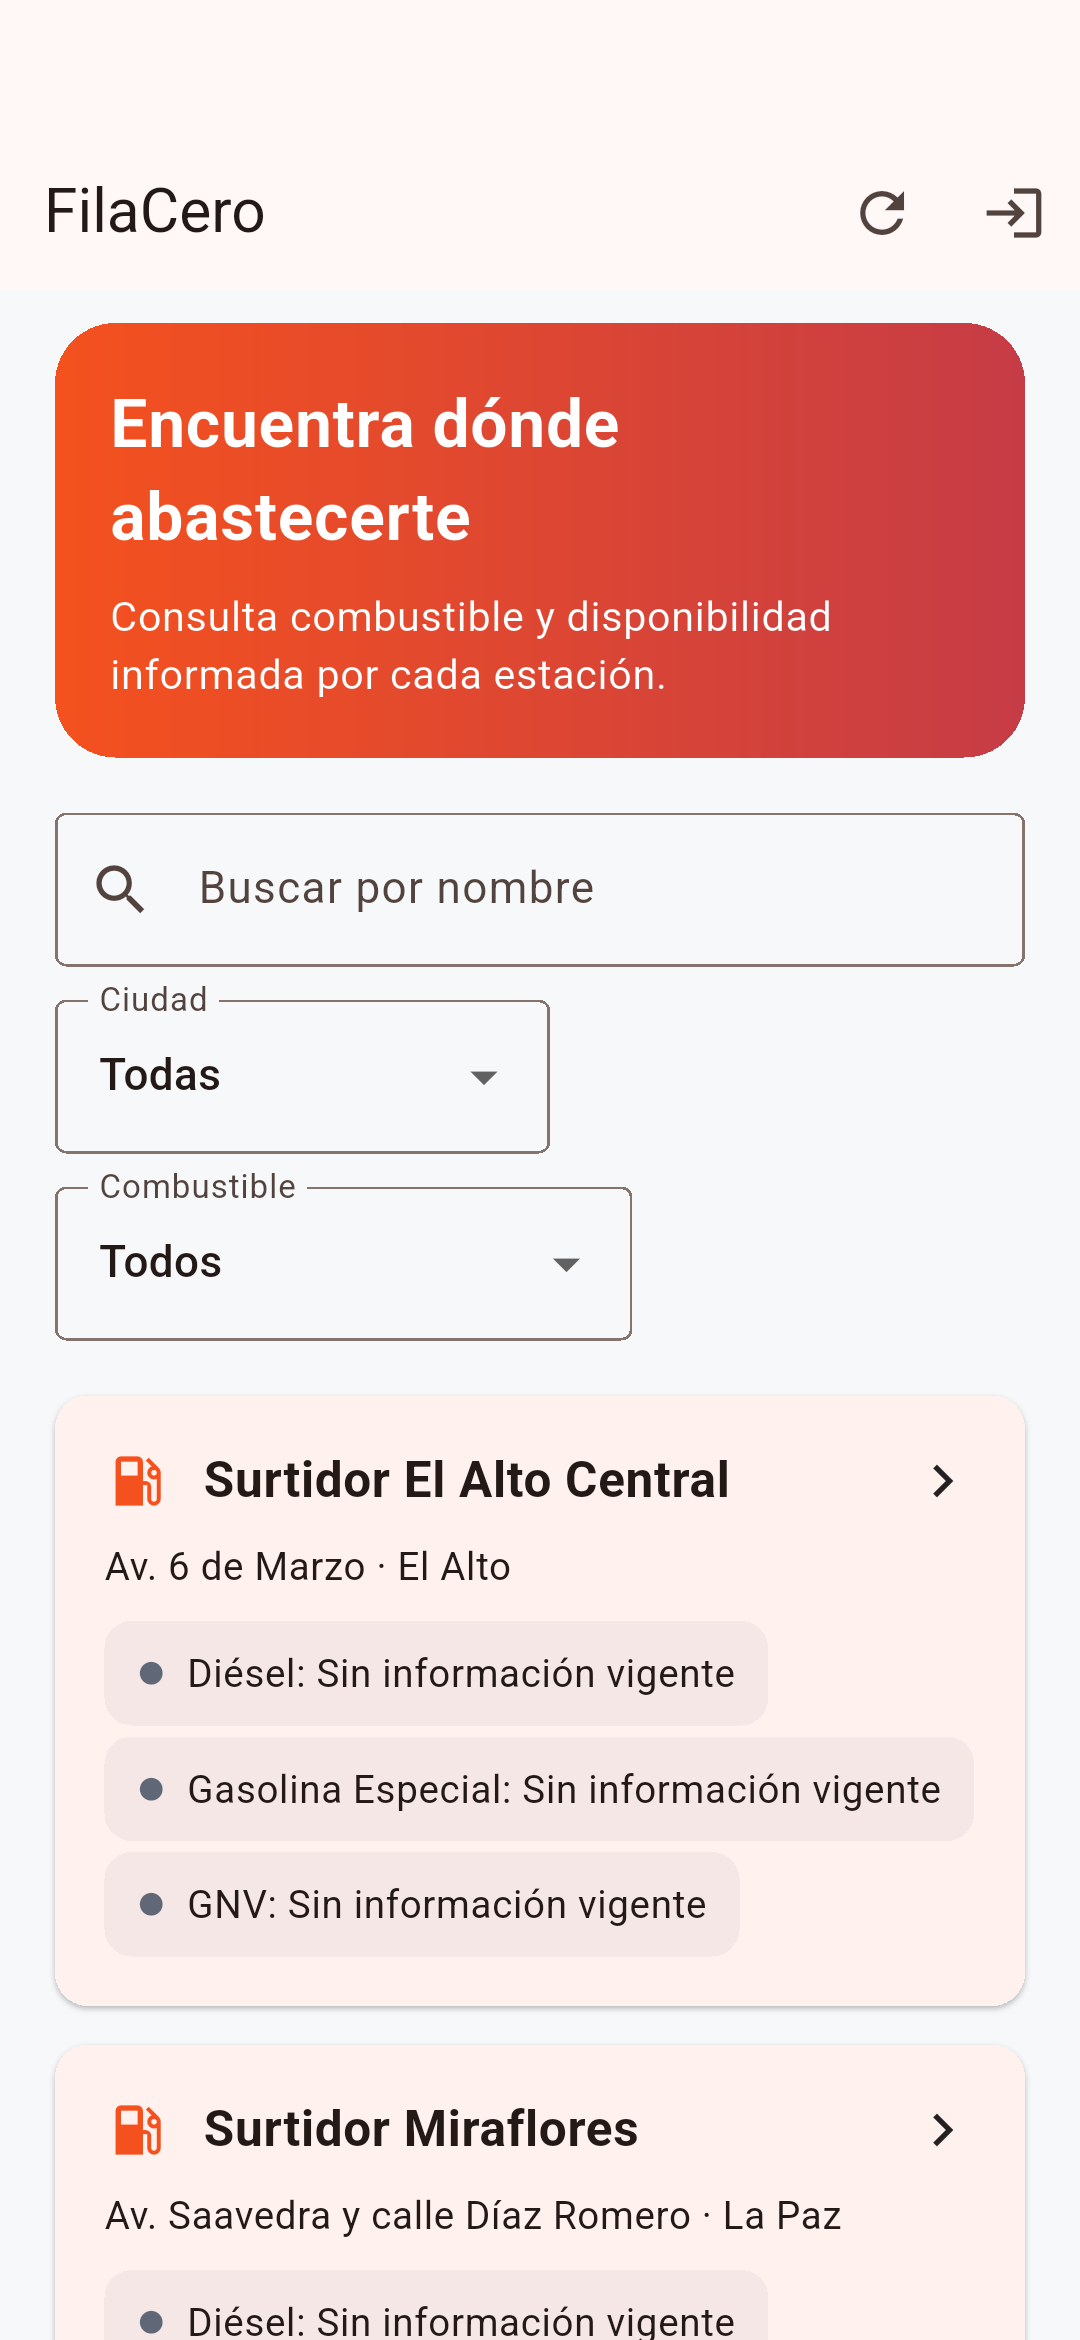 FilaCero
Encuentra dónde
abastecerte
Consulta combustible y disponibilidad
informada por cada estación.
Buscar por nombre
Ciudad
Todas
Combustible
Todos
Surtidor El Alto Central
Av. 6 de Marzo · El Alto
Diésel: Sin información vigente
Gasolina Especial: Sin información vigente
GNV: Sin información vigente
Surtidor Miraflores
Av. Saavedra y calle Díaz Romero · La Paz
Diésel: Sin información vigente